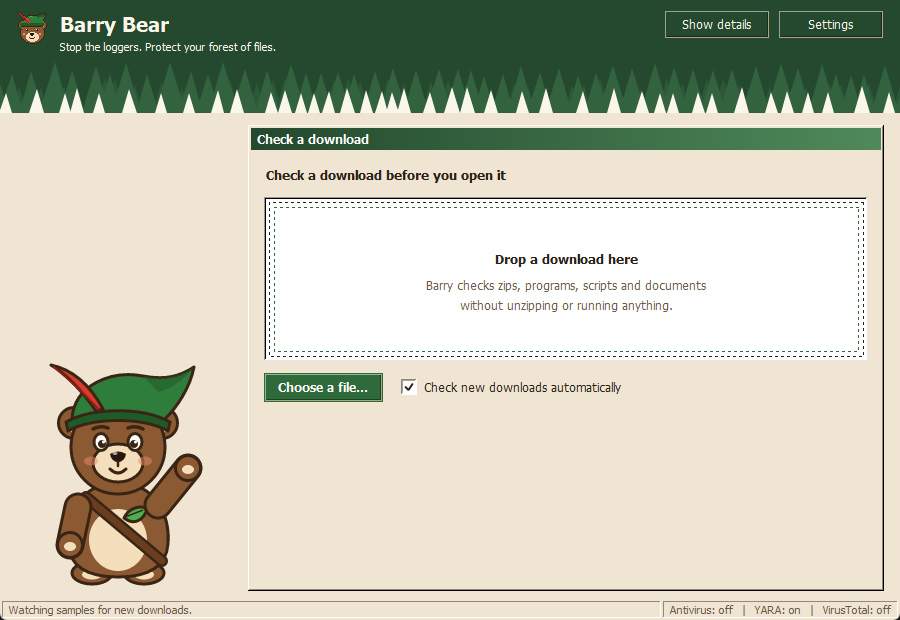 Barry Bear
Stop the loggers. Protect your forest of files.
Show details
Settings
Check a download
Check a download before you open it
Drop a download here
Barry checks zips, programs, scripts and documents
without unzipping or running anything.
Choose a file...
Check new downloads automatically
Watching samples for new downloads.
Antivirus: off | YARA: on | VirusTotal: off